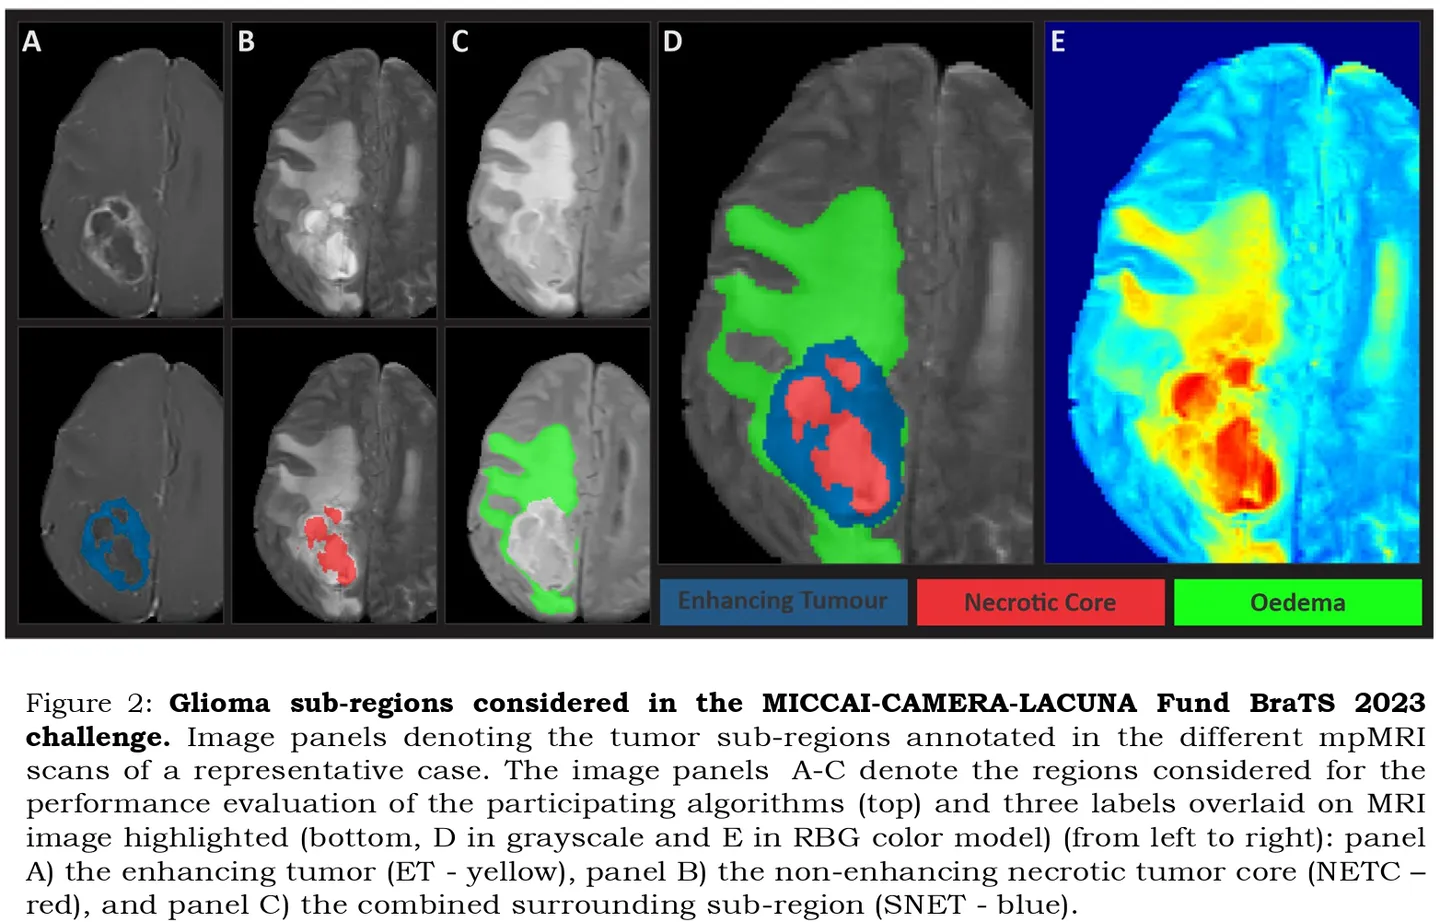 A
B
C
D
E
Enhancing Tumour
Necrotic Core
Oedema
Figure 2: Glioma sub-regions considered in the MICCAI-CAMERA-LACUNA Fund BraTS 2023
challenge. Image panels denoting the tumor sub-regions annotated in the different mpMRI
scans of a representative case. The image panels A-C denote the regions considered for the
performance evaluation of the participating algorithms (top) and three labels overlaid on MRI
image highlighted (bottom, D in grayscale and E in RBG color model) (from left to right): panel
A) the enhancing tumor (ET - yellow), panel B) the non-enhancing necrotic tumor core (NETC –
red), and panel C) the combined surrounding sub-region (SNET - blue).